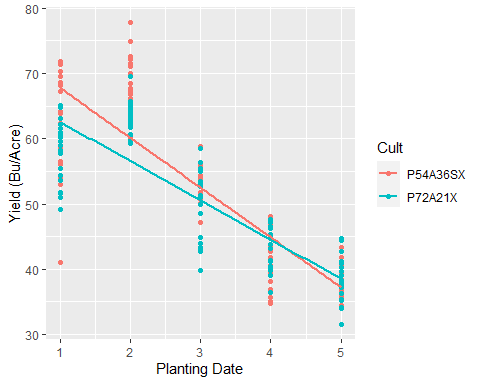 80
70
60
50
40
30
Yield (Bu/Acre)
1 2 3 4 5
Planting Date
Cult
P54A36SX
P72A21X